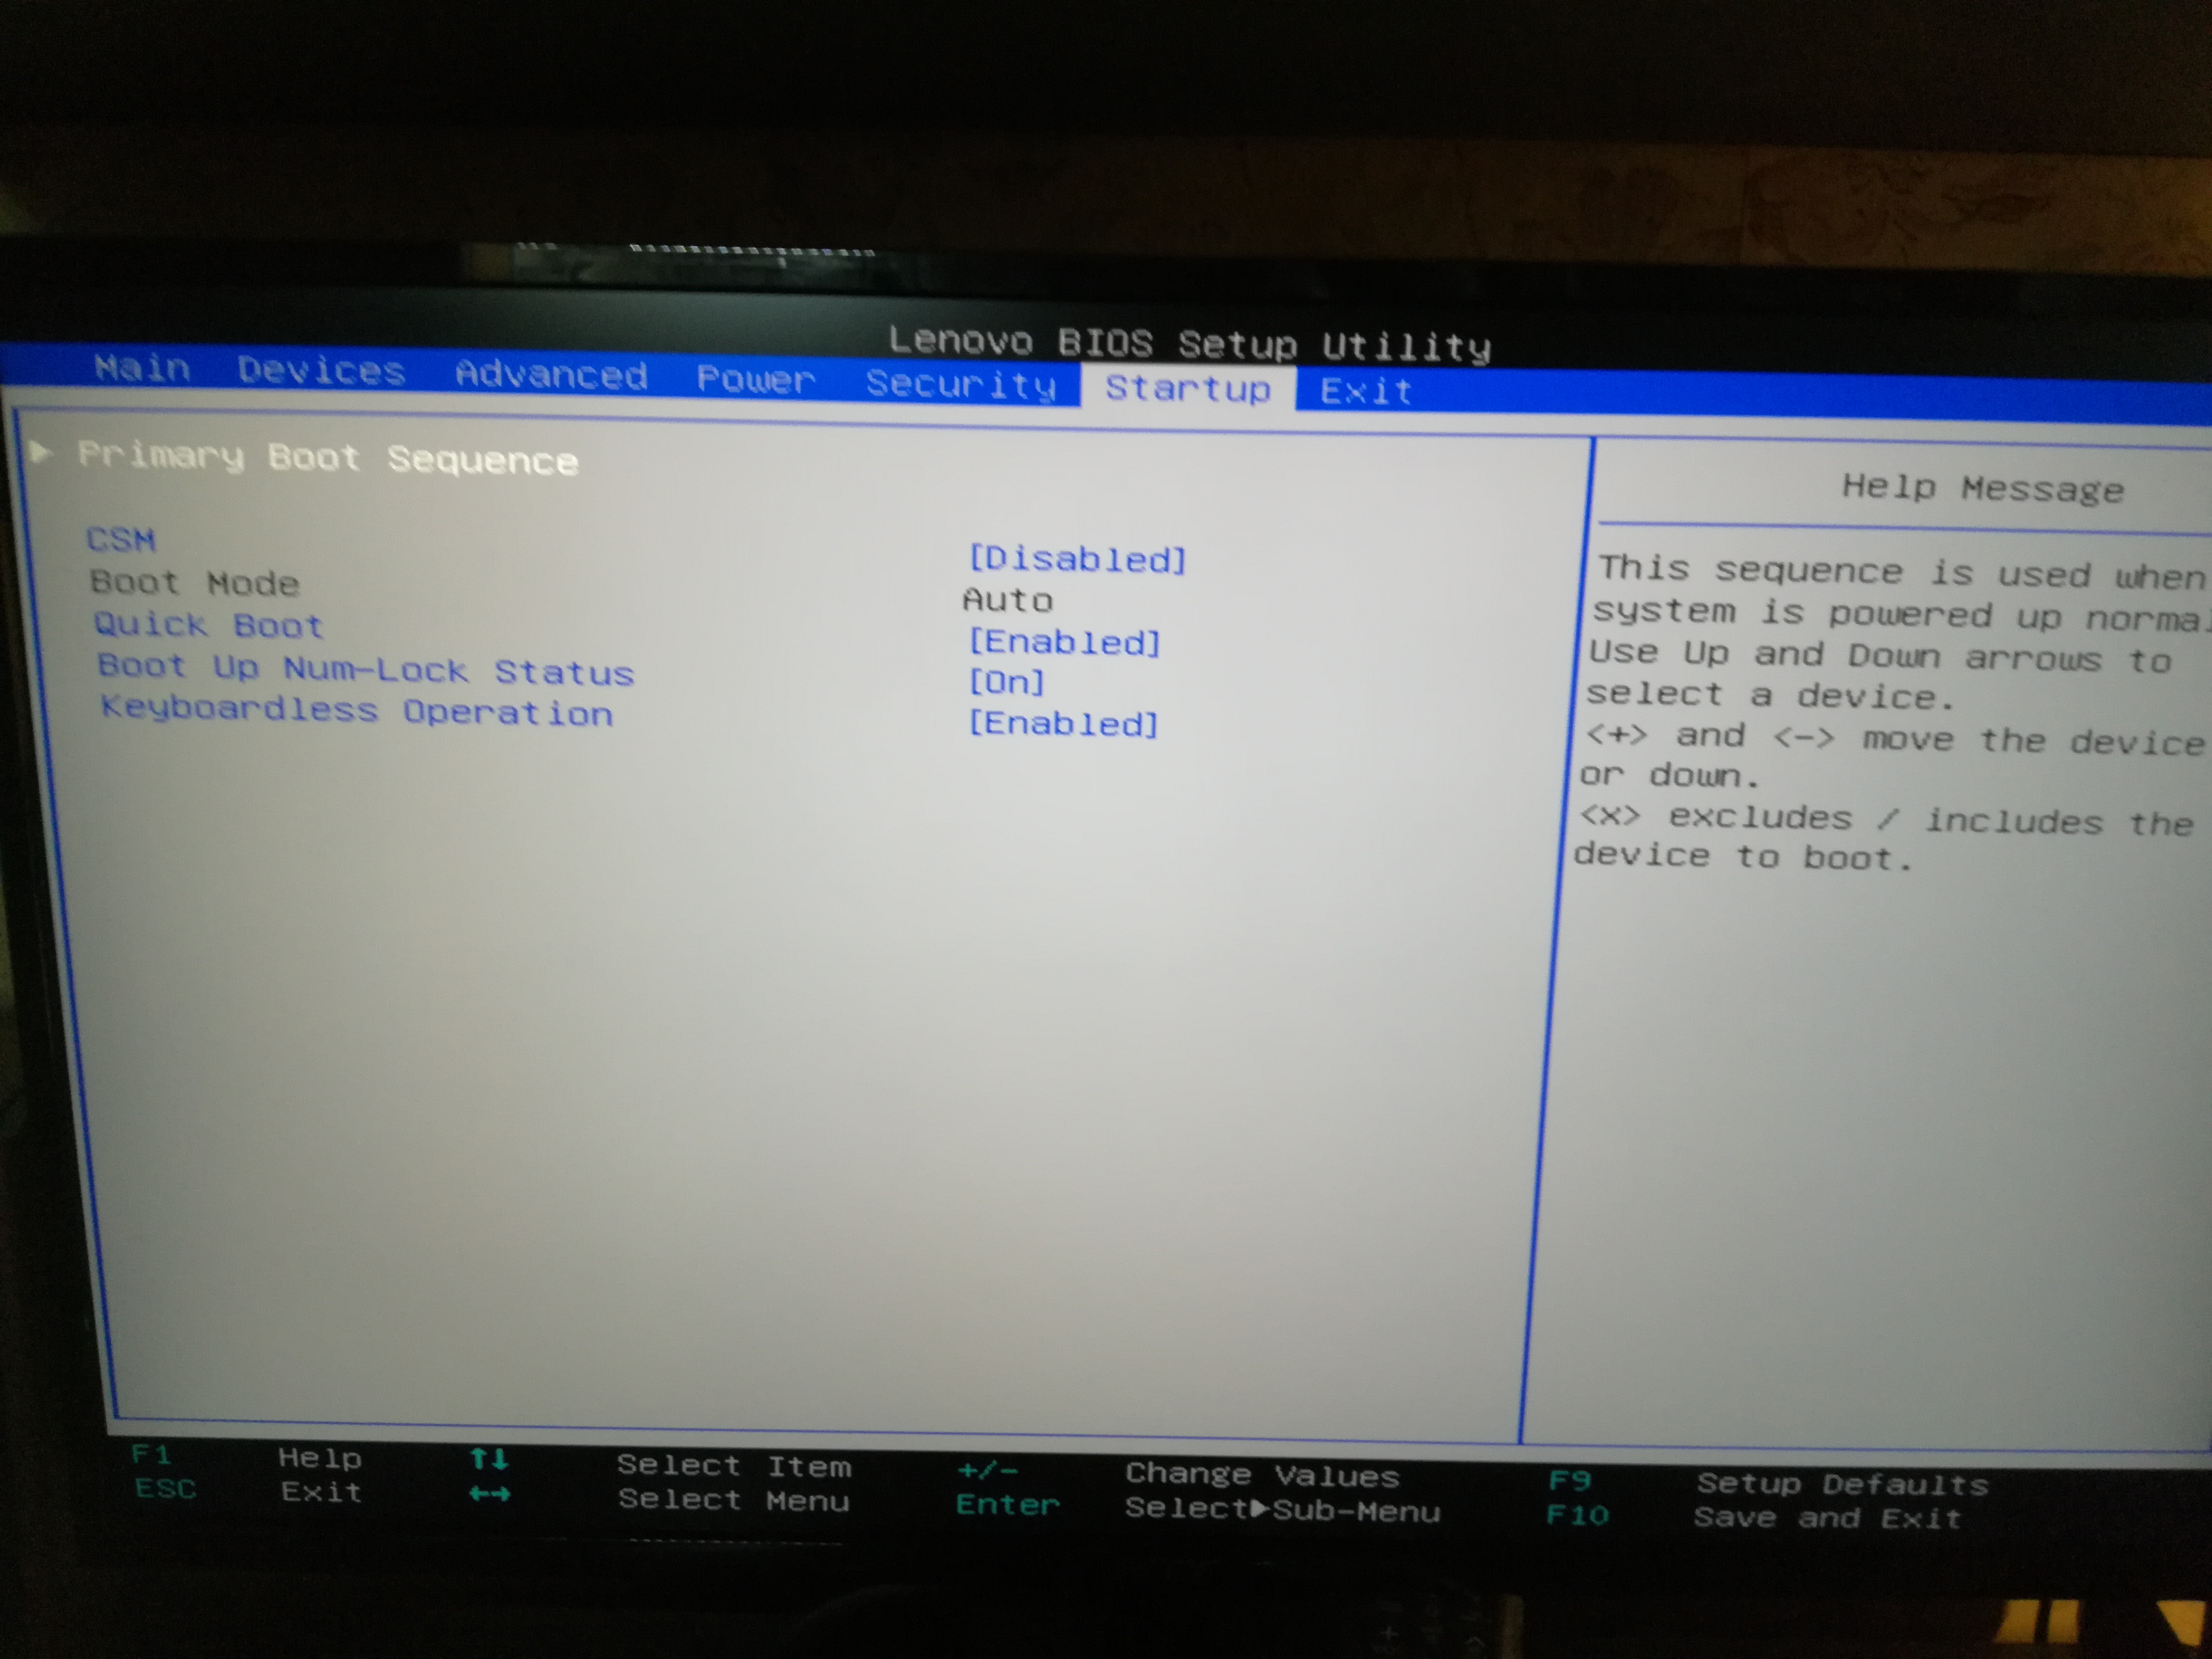 Lenovo BIOS Setup Utility
Main Devices Advanced Power Security Startup Exit
▶ Primary Boot Sequence
CSM [Disabled]
Boot Mode Auto
Quick Boot [Enabled]
Boot Up Num-Lock Status [On]
Keyboardless Operation [Enabled]
Help Message
This sequence is used when
system is powered up normal
Use Up and Down arrows to
select a device.
<+> and <-> move the device
or down.
<x> excludes / includes the
device to boot.
F1 Help ↑↓ Select Item +/- Change Values F9 Setup Defaults
ESC Exit ←→ Select Menu Enter Select▶Sub-Menu F10 Save and Exit